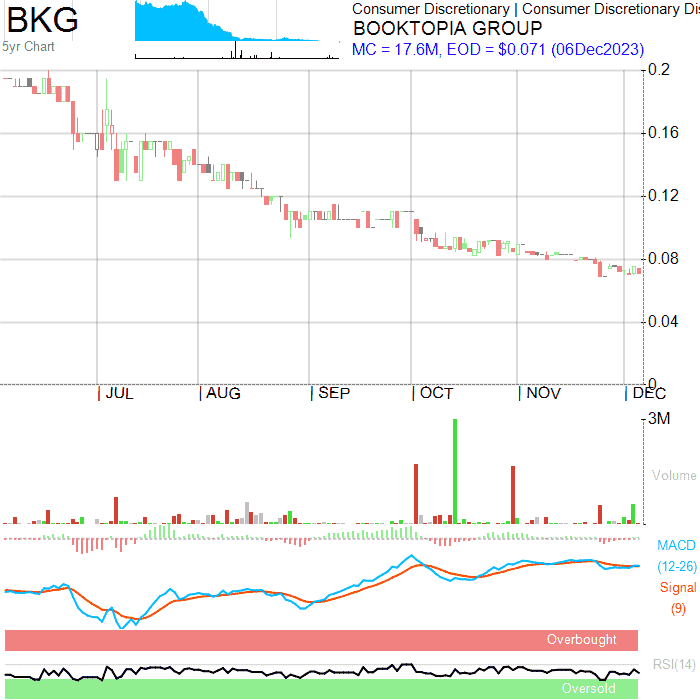 BKG
5yr Chart
Consumer Discretionary | Consumer Discretionary Dis
BOOKTOPIA GROUP
MC = 17.6M, EOD = $0.071 (06Dec2023)
0.2
0.16
0.12
0.08
0.04
0
JUL AUG SEP OCT NOV DEC
3M
Volume
MACD
(12-26)
Signal
(9)
Overbought
RSI(14)
Oversold